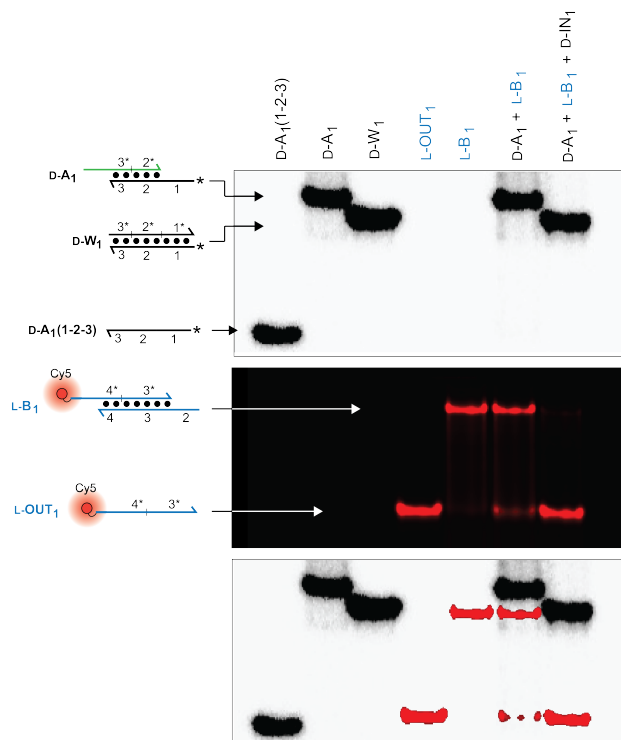 D-A1(1-2-3)
D-A1
D-W1
L-OUT1
L-B1
D-A1 + L-B1
D-A1 + L-B1 + D-IN1
3* 2*
D-A1
3 2 1 *
3* 2* 1*
D-W1
3 2 1 *
D-A1(1-2-3)
3 2 1 *
Cy5
4* 3*
L-B1
4 3 2
Cy5
4* 3*
L-OUT1